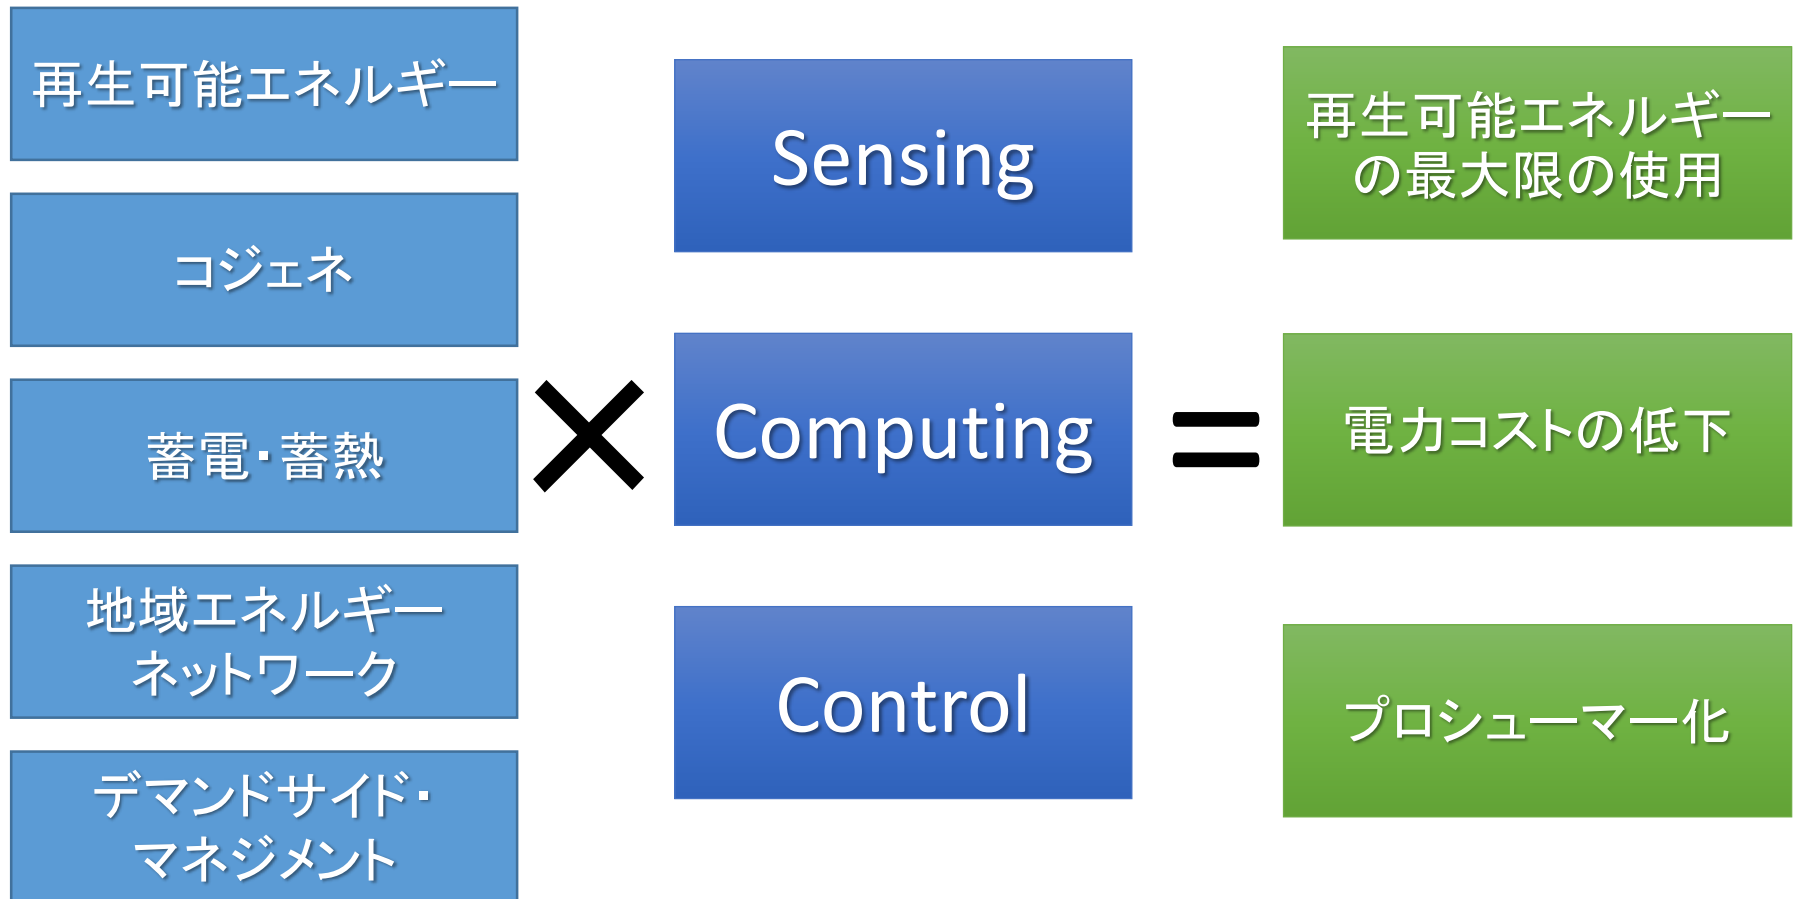 再生可能エネルギー
コジェネ
蓄電・蓄熱
地域エネルギー
ネットワーク
デマンドサイド・
マネジメント
×
Sensing
Computing
Control
=
再生可能エネルギー
の最大限の使用
電力コストの低下
プロシューマー化